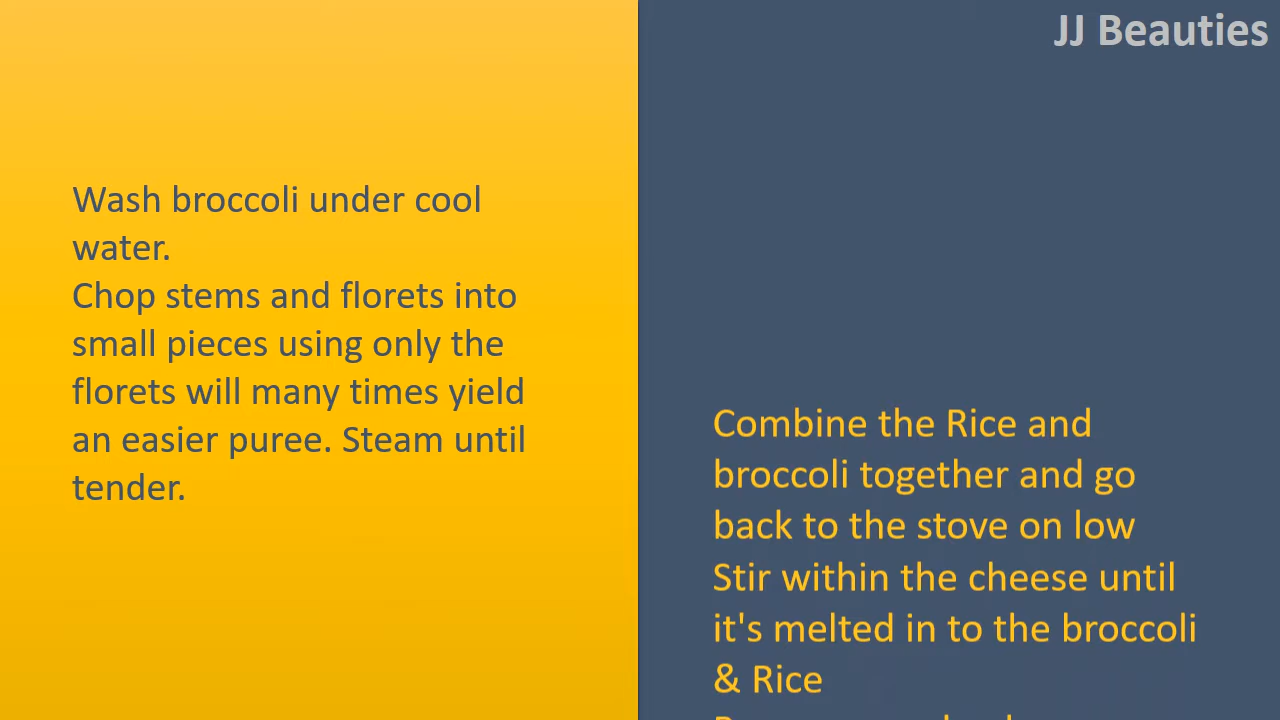 JJ Beauties
Wash broccoli under cool
water.
Chop stems and florets into
small pieces using only the
florets will many times yield
an easier puree. Steam until
tender.
Combine the Rice and
broccoli together and go
back to the stove on low
Stir within the cheese until
it's melted in to the broccoli
& Rice